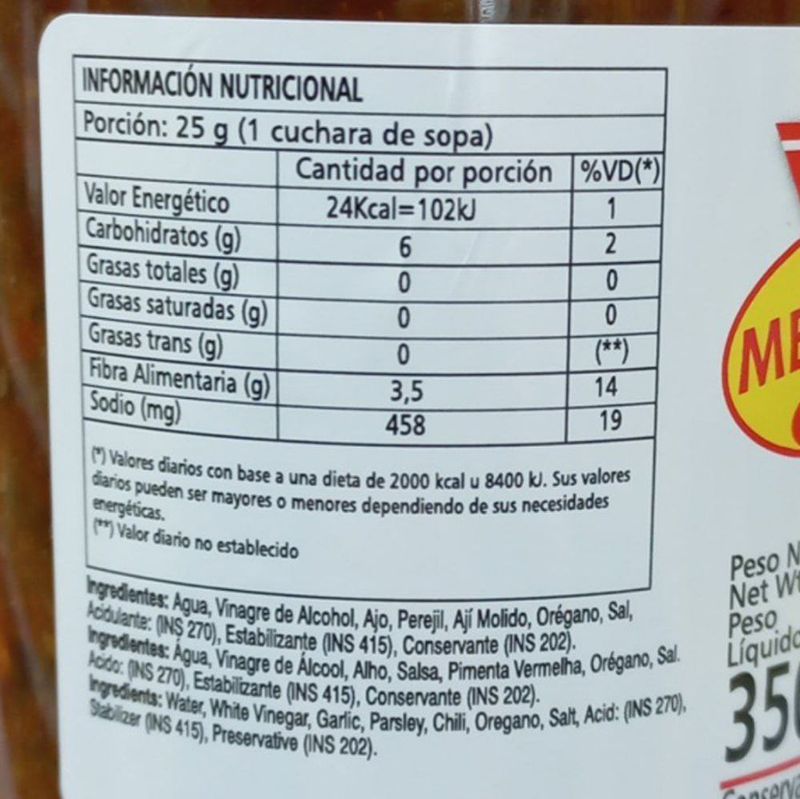 INFORMACIÓN NUTRICIONAL
Porción: 25 g (1 cuchara de sopa)
Cantidad por porción %VD(*)
Valor Energético 24Kcal=102kJ 1
Carbohidratos (g) 6 2
Grasas totales (g) 0 0
Grasas saturadas (g) 0 0
Grasas trans (g) 0 (**)
Fibra Alimentaria (g) 3,5 14
Sodio (mg) 458 19
(*) Valores diarios con base a una dieta de 2000 kcal u 8400 kJ. Sus valores
diarios pueden ser mayores o menores dependiendo de sus necesidades
energéticas.
(**) Valor diario no establecido
Ingredientes: Agua, Vinagre de Alcohol, Ajo, Perejil, Ají Molido, Orégano, Sal,
Acidulante: (INS 270), Estabilizante (INS 415), Conservante (INS 202).
Ingredientes: Água, Vinagre de Álcool, Alho, Salsa, Pimenta Vermelha, Orégano, Sal.
Acido: (INS 270), Estabilizante (INS 415), Conservante (INS 202).
Ingredients: Water, White Vinegar, Garlic, Parsley, Chili, Oregano, Salt, Acid: (INS 270),
Stabilizer (INS 415), Preservative (INS 202).
ME
Peso N
Net W
Peso
Líquido
350
Conserva